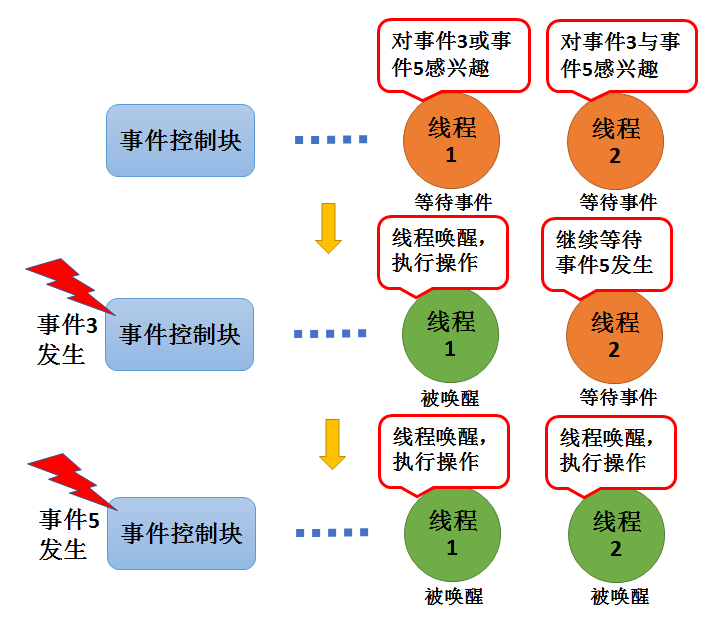 对事件3或事
件5感兴趣
对事件3与事
件5感兴趣
事件控制块
线程
1
线程
2
等待事件
等待事件
线程唤醒，
执行操作
继续等待
事件5发生
事件3
发生
事件控制块
线程
1
线程
2
被唤醒
等待事件
线程唤醒，
执行操作
线程唤醒，
执行操作
事件5
发生
事件控制块
线程
1
线程
2
被唤醒
被唤醒